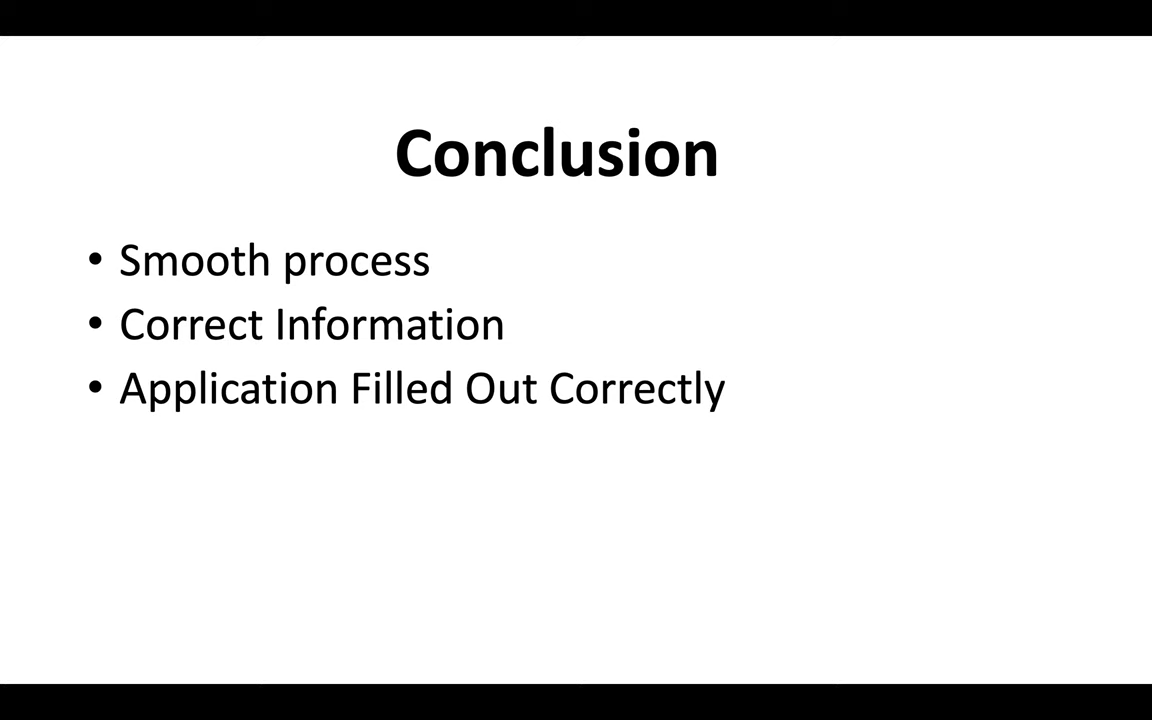 Conclusion
• Smooth process
• Correct Information
• Application Filled Out Correctly